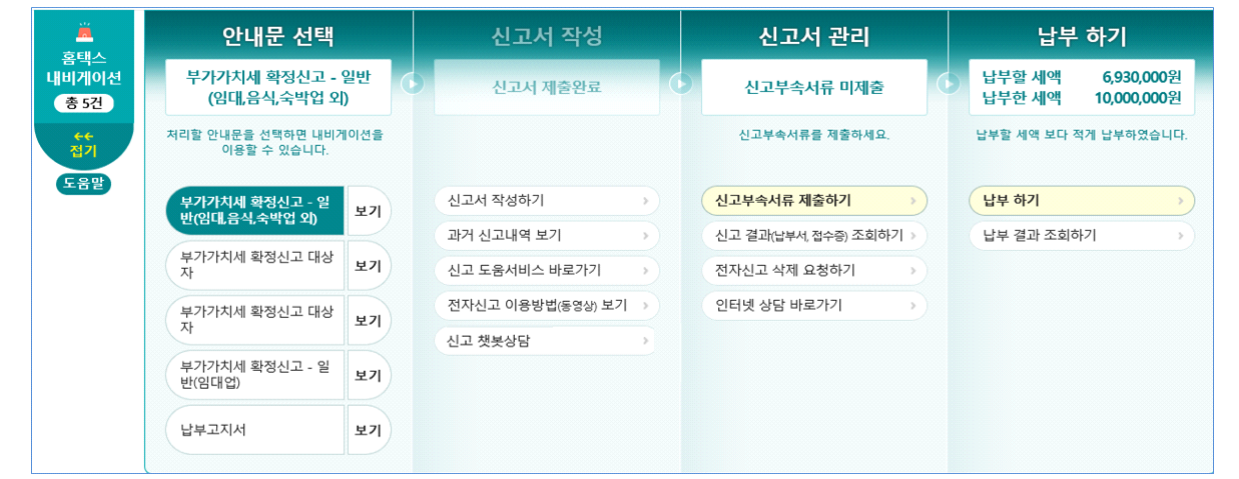 홈택스
내비게이션
총 5건
←←
접기
도움말
안내문 선택
부가가치세 확정신고 - 일반
(임대,음식,숙박업 외)
처리할 안내문을 선택하면 내비게이션을
이용할 수 있습니다.
부가가치세 확정신고 - 일
반(임대,음식,숙박업 외)
보기
부가가치세 확정신고 대상
자
보기
부가가치세 확정신고 대상
자
보기
부가가치세 확정신고 - 일
반(임대업)
보기
납부고지서
보기
신고서 작성
신고서 제출완료
신고서 작성하기
과거 신고내역 보기
신고 도움서비스 바로가기
전자신고 이용방법(동영상) 보기
신고 챗봇상담
신고서 관리
신고부속서류 미제출
신고부속서류를 제출하세요.
신고부속서류 제출하기
신고 결과(납부서, 접수증) 조회하기
전자신고 삭제 요청하기
인터넷 상담 바로가기
납부 하기
납부할 세액 6,930,000원
납부한 세액 10,000,000원
납부할 세액 보다 적게 납부하였습니다.
납부 하기
납부 결과 조회하기